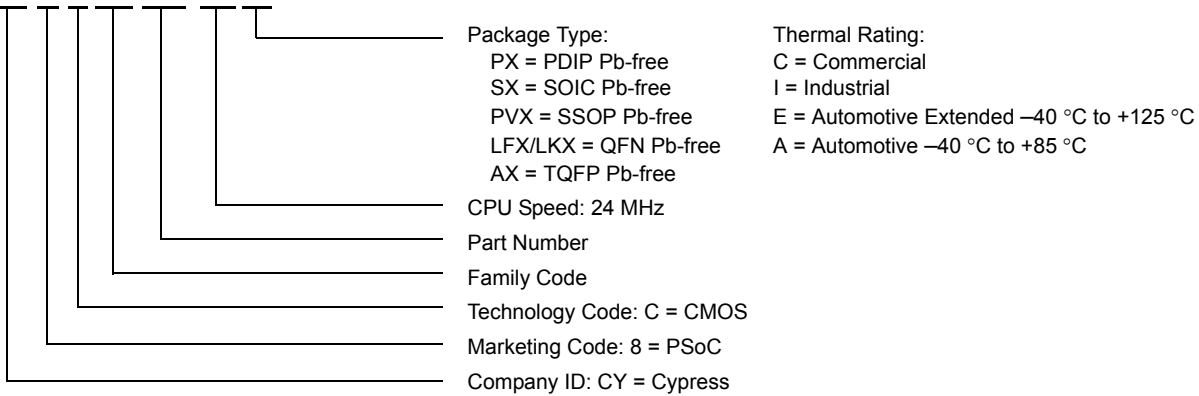 Package Type:
PX = PDIP Pb-free
SX = SOIC Pb-free
PVX = SSOP Pb-free
LFX/LKX = QFN Pb-free
AX = TQFP Pb-free
Thermal Rating:
C = Commercial
I = Industrial
E = Automotive Extended –40 °C to +125 °C
A = Automotive –40 °C to +85 °C
CPU Speed: 24 MHz
Part Number
Family Code
Technology Code: C = CMOS
Marketing Code: 8 = PSoC
Company ID: CY = Cypress